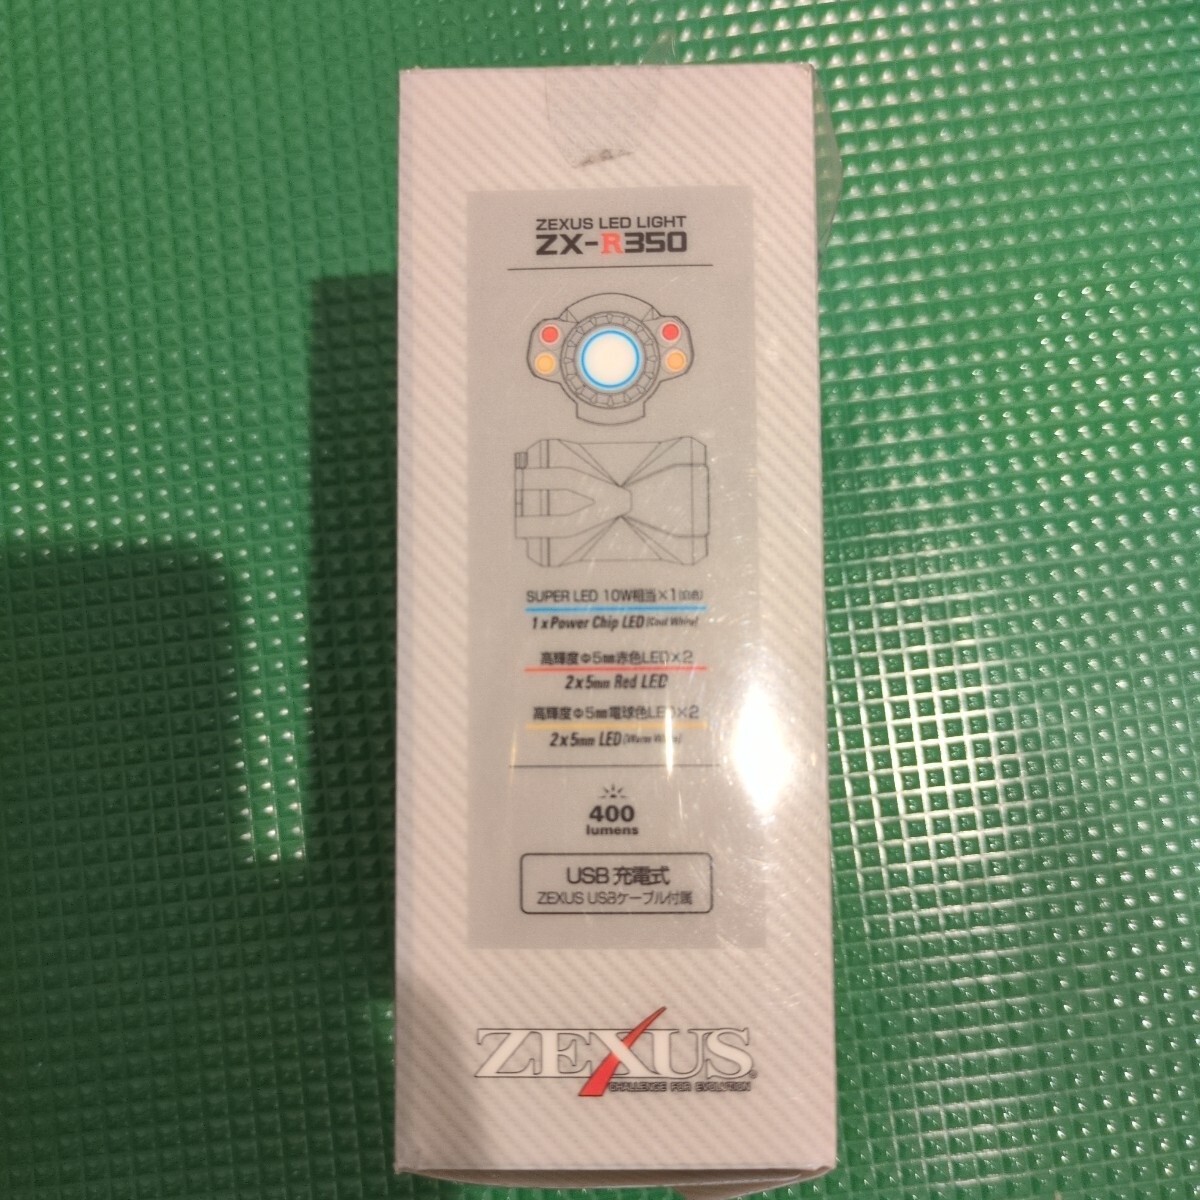 ZEXUS LED LIGHT
ZX-R350
SUPER LED 10W相当×1(白色)
1 x Power Chip LED (Cool White)
高輝度Φ5mm赤色LED×2
2 x 5mm Red LED
高輝度Φ5mm電球色LED×2
2 x 5mm LED (Warm White)
400
lumens
USB 充電式
ZEXUS USBケーブル付属
ZEXUS
CHALLENGE FOR EVOLUTION